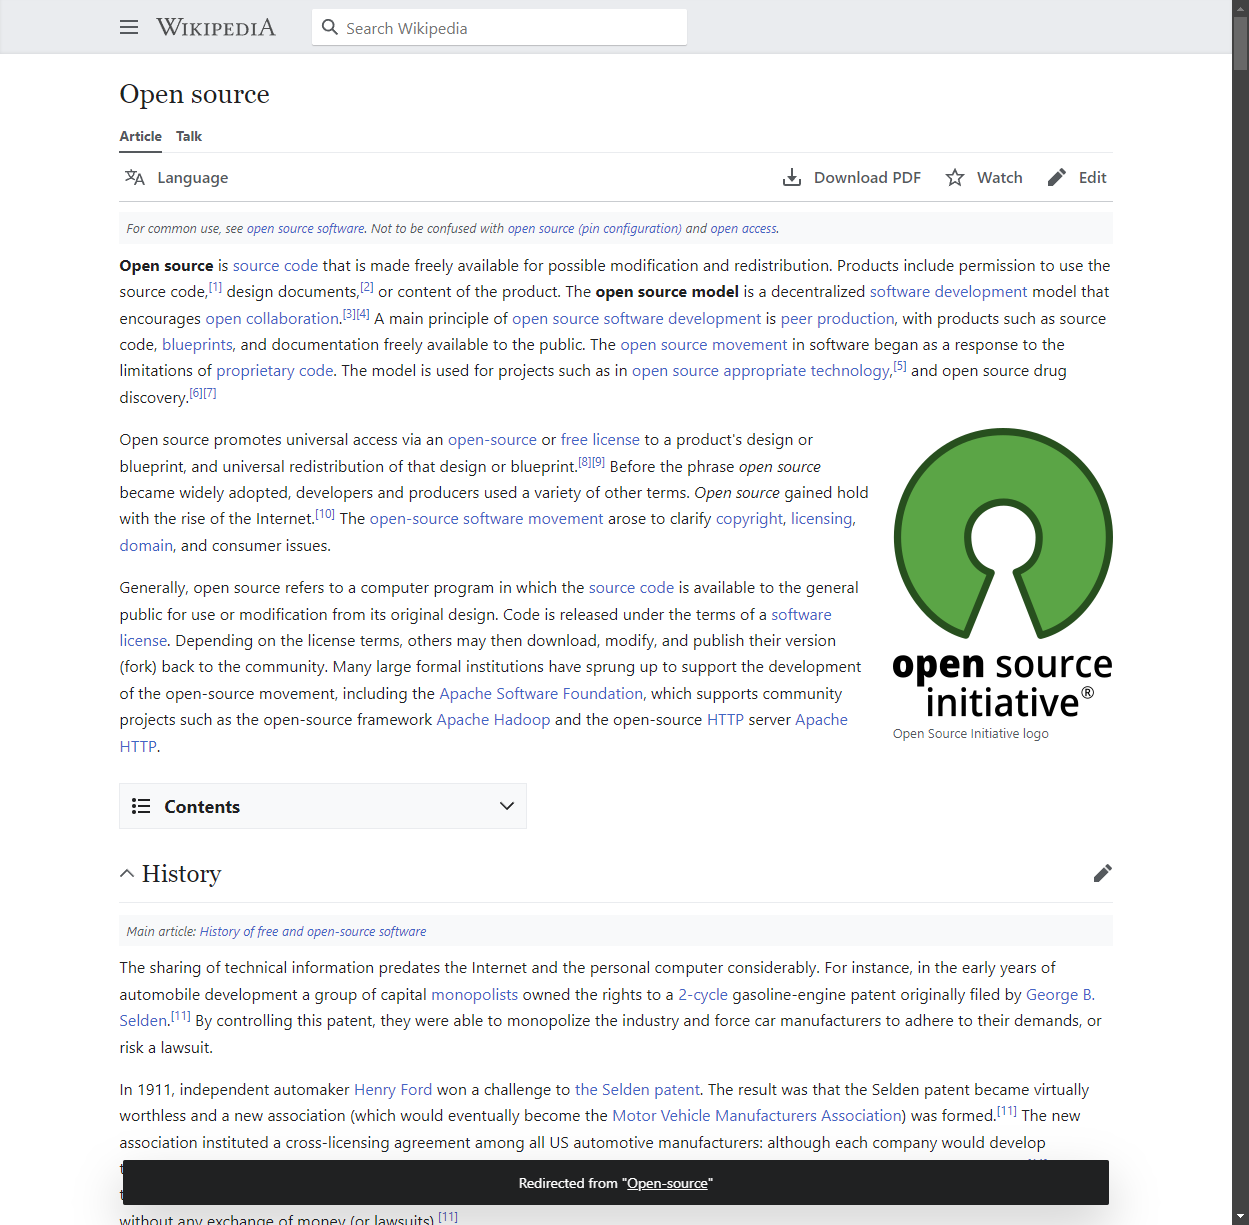 WIKIPEDIA
Search Wikipedia
Open source
Article Talk
Language
Download PDF Watch Edit
For common use, see open source software. Not to be confused with open source (pin configuration) and open access.
Open source is source code that is made freely available for possible modification and redistribution. Products include permission to use the
source code,[1] design documents,[2] or content of the product. The open source model is a decentralized software development model that
encourages open collaboration.[3][4] A main principle of open source software development is peer production, with products such as source
code, blueprints, and documentation freely available to the public. The open source movement in software began as a response to the
limitations of proprietary code. The model is used for projects such as in open source appropriate technology,[5] and open source drug
discovery.[6][7]
Open source promotes universal access via an open-source or free license to a product's design or
blueprint, and universal redistribution of that design or blueprint.[8][9] Before the phrase open source
became widely adopted, developers and producers used a variety of other terms. Open source gained hold
with the rise of the Internet.[10] The open-source software movement arose to clarify copyright, licensing,
domain, and consumer issues.
Generally, open source refers to a computer program in which the source code is available to the general
public for use or modification from its original design. Code is released under the terms of a software
license. Depending on the license terms, others may then download, modify, and publish their version
(fork) back to the community. Many large formal institutions have sprung up to support the development
of the open-source movement, including the Apache Software Foundation, which supports community
projects such as the open-source framework Apache Hadoop and the open-source HTTP server Apache
HTTP.
open source
initiative®
Open Source Initiative logo
Contents
History
Main article: History of free and open-source software
The sharing of technical information predates the Internet and the personal computer considerably. For instance, in the early years of
automobile development a group of capital monopolists owned the rights to a 2-cycle gasoline-engine patent originally filed by George B.
Selden.[11] By controlling this patent, they were able to monopolize the industry and force car manufacturers to adhere to their demands, or
risk a lawsuit.
In 1911, independent automaker Henry Ford won a challenge to the Selden patent. The result was that the Selden patent became virtually
worthless and a new association (which would eventually become the Motor Vehicle Manufacturers Association) was formed.[11] The new
association instituted a cross-licensing agreement among all US automotive manufacturers: although each company would develop
Redirected from "Open-source"
without any exchange of money (or lawsuits).[11]